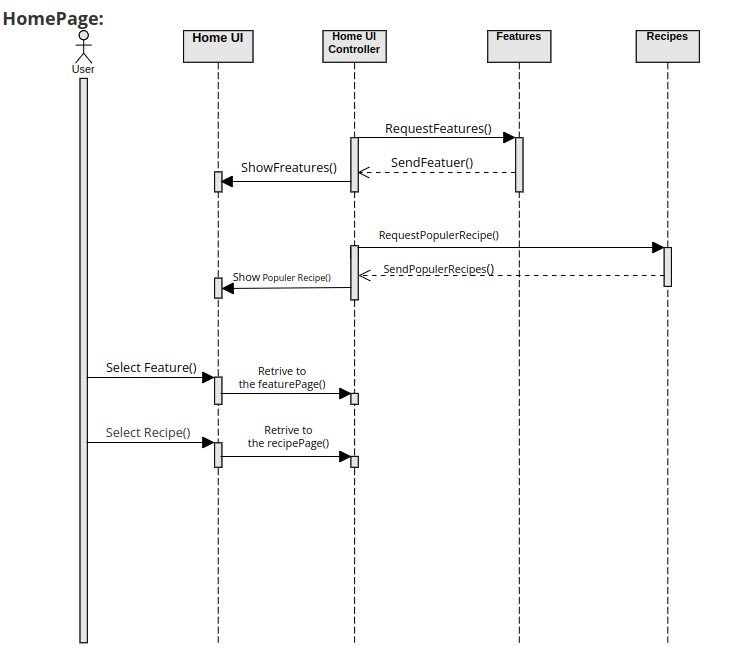 HomePage:
User
Home UI
Home UI
Controller
Features
Recipes
RequestFeatures()
SendFeatuer()
ShowFreatures()
RequestPopulerRecipe()
SendPopulerRecipes()
Show Populer Recipe()
Select Feature()
Retrive to
the featurePage()
Select Recipe()
Retrive to
the recipePage()